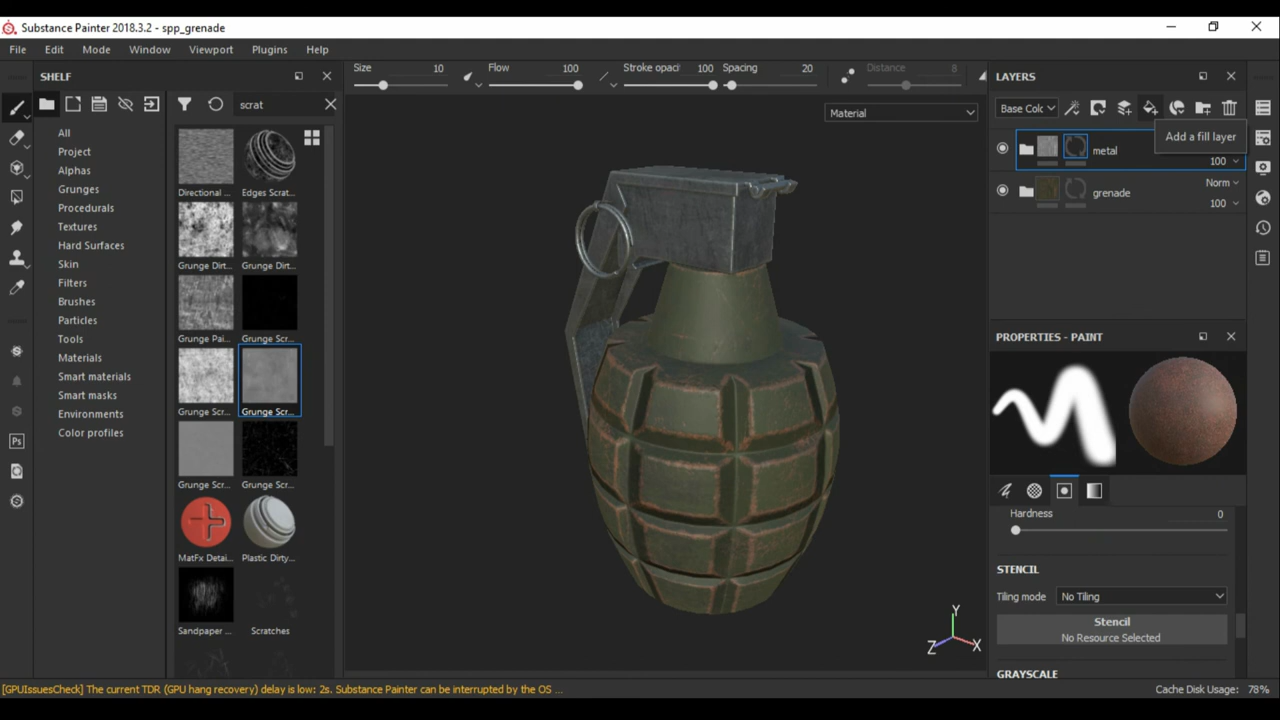 Substance Painter 2018.3.2 - spp_grenade
File Edit Mode Window Viewport Plugins Help
SHELF
scrat
All
Project
Alphas
Grunges
Procedurals
Textures
Hard Surfaces
Skin
Filters
Brushes
Particles
Tools
Materials
Smart materials
Smart masks
Environments
Color profiles
Directional ... Edges Scrat...
Grunge Dirt... Grunge Dirt...
Grunge Pai... Grunge Scr...
Grunge Scr... Grunge Scr...
Grunge Scr... Grunge Scr...
MatFx Detai... Plastic Dirty...
Sandpaper ... Scratches
Size 10 Flow 100 Stroke opaci 100 Spacing 20 Distance 8
Material
Y
Z X
LAYERS
Base Colc
Add a fill layer
metal
100
Norm
grenade
100
PROPERTIES - PAINT
Ps
Hardness 0
STENCIL
Tiling mode No Tiling
Stencil
No Resource Selected
GRAYSCALE
[GPUIssuesCheck] The current TDR (GPU hang recovery) delay is low: 2s. Substance Painter can be interrupted by the OS ...
Cache Disk Usage: 78%